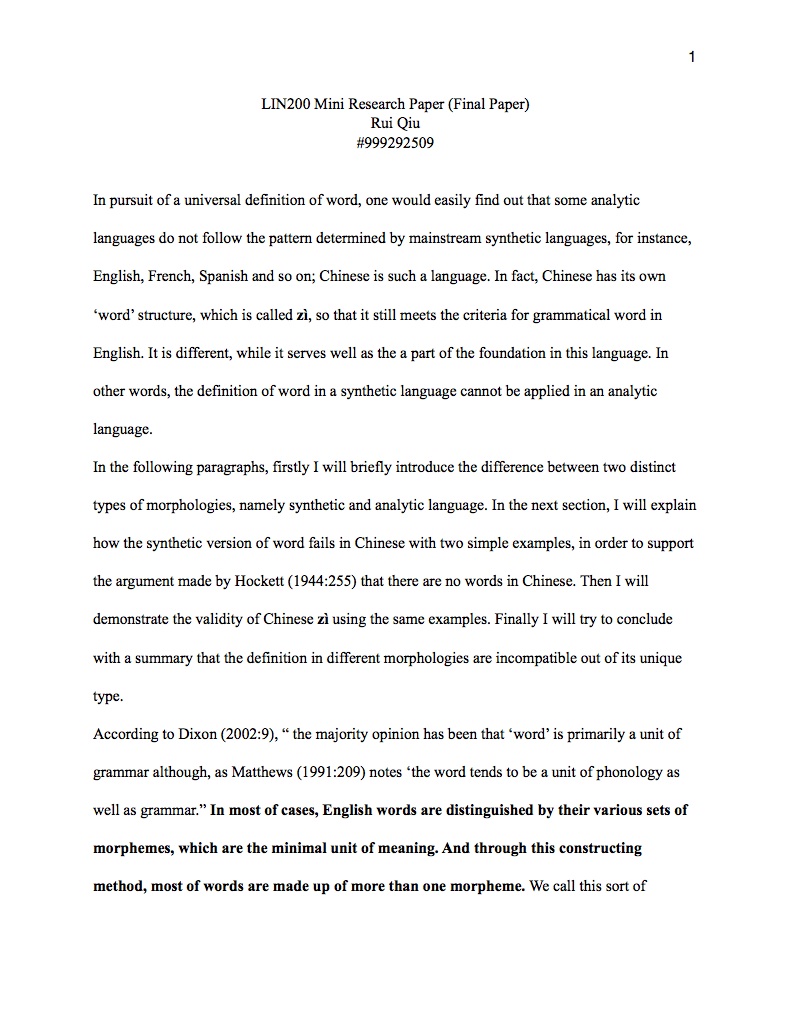 1
LIN200 Mini Research Paper (Final Paper)
Rui Qiu
#999292509
In pursuit of a universal definition of word, one would easily find out that some analytic
languages do not follow the pattern determined by mainstream synthetic languages, for instance,
English, French, Spanish and so on; Chinese is such a language. In fact, Chinese has its own
‘word’ structure, which is called zì, so that it still meets the criteria for grammatical word in
English. It is different, while it serves well as the a part of the foundation in this language. In
other words, the definition of word in a synthetic language cannot be applied in an analytic
language.
In the following paragraphs, firstly I will briefly introduce the difference between two distinct
types of morphologies, namely synthetic and analytic language. In the next section, I will explain
how the synthetic version of word fails in Chinese with two simple examples, in order to support
the argument made by Hockett (1944:255) that there are no words in Chinese. Then I will
demonstrate the validity of Chinese zì using the same examples. Finally I will try to conclude
with a summary that the definition in different morphologies are incompatible out of its unique
type.
According to Dixon (2002:9), “ the majority opinion has been that ‘word’ is primarily a unit of
grammar although, as Matthews (1991:209) notes ‘the word tends to be a unit of phonology as
well as grammar.” In most of cases, English words are distinguished by their various sets of
morphemes, which are the minimal unit of meaning. And through this constructing
method, most of words are made up of more than one morpheme. We call this sort of